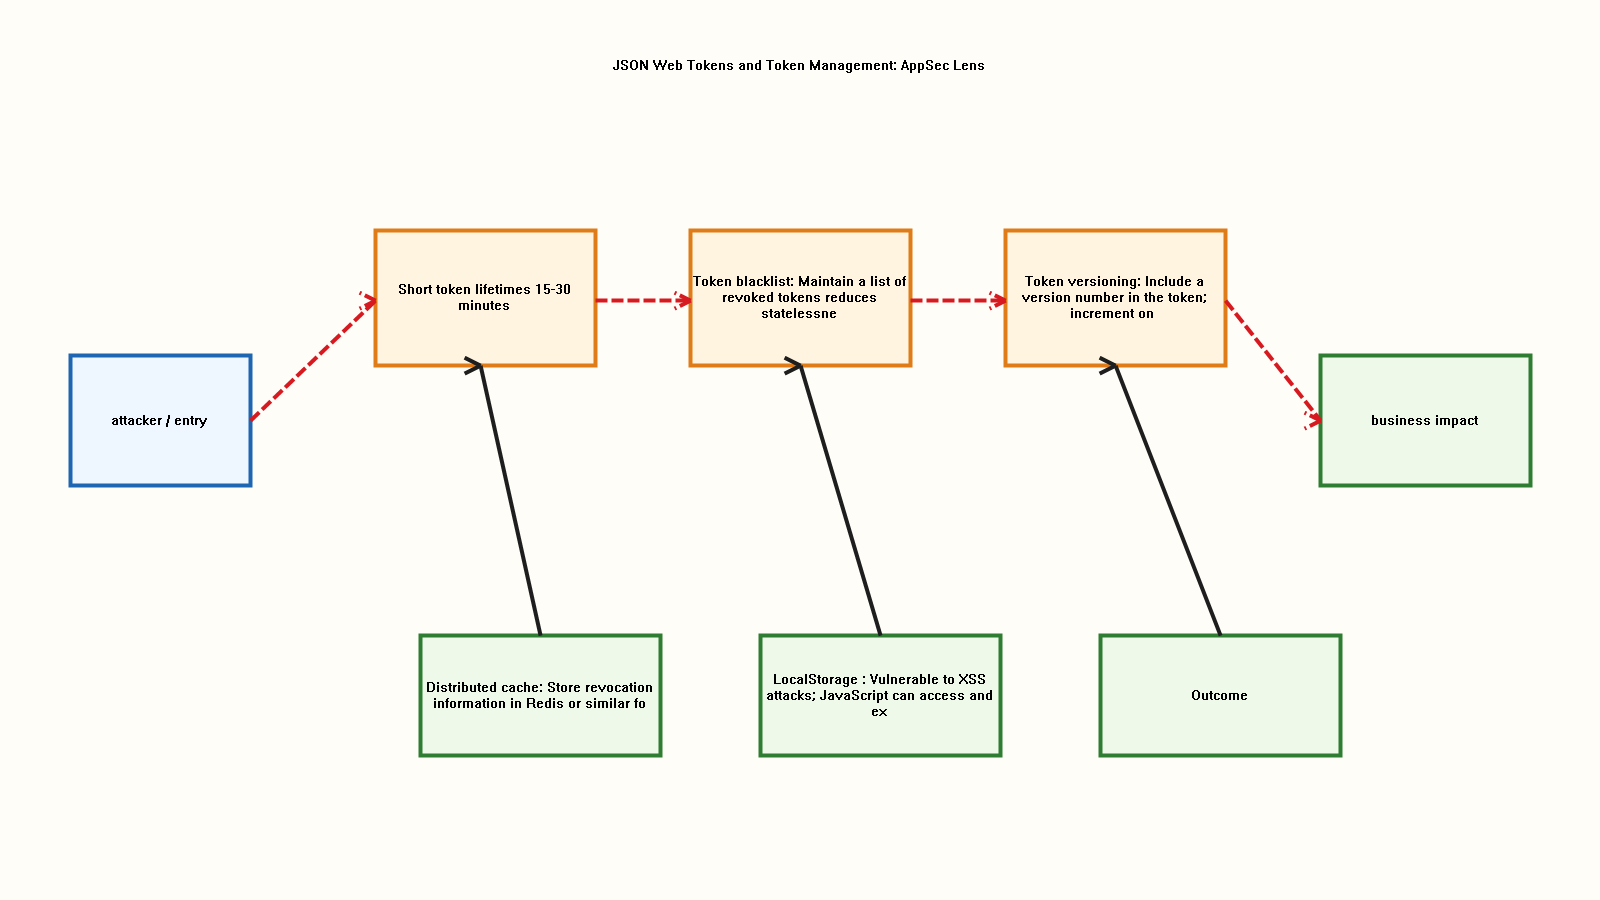 JSON Web Tokens and Token Management: AppSec Lens
Short token lifetimes 15-30
minutes
Token blacklist: Maintain a list of
revoked tokens reduces
statelessne
Token versioning: Include a
version number in the token;
increment on
attacker / entry
business impact
Distributed cache: Store revocation
information in Redis or similar fo
LocalStorage : Vulnerable to XSS
attacks; JavaScript can access and
ex
Outcome